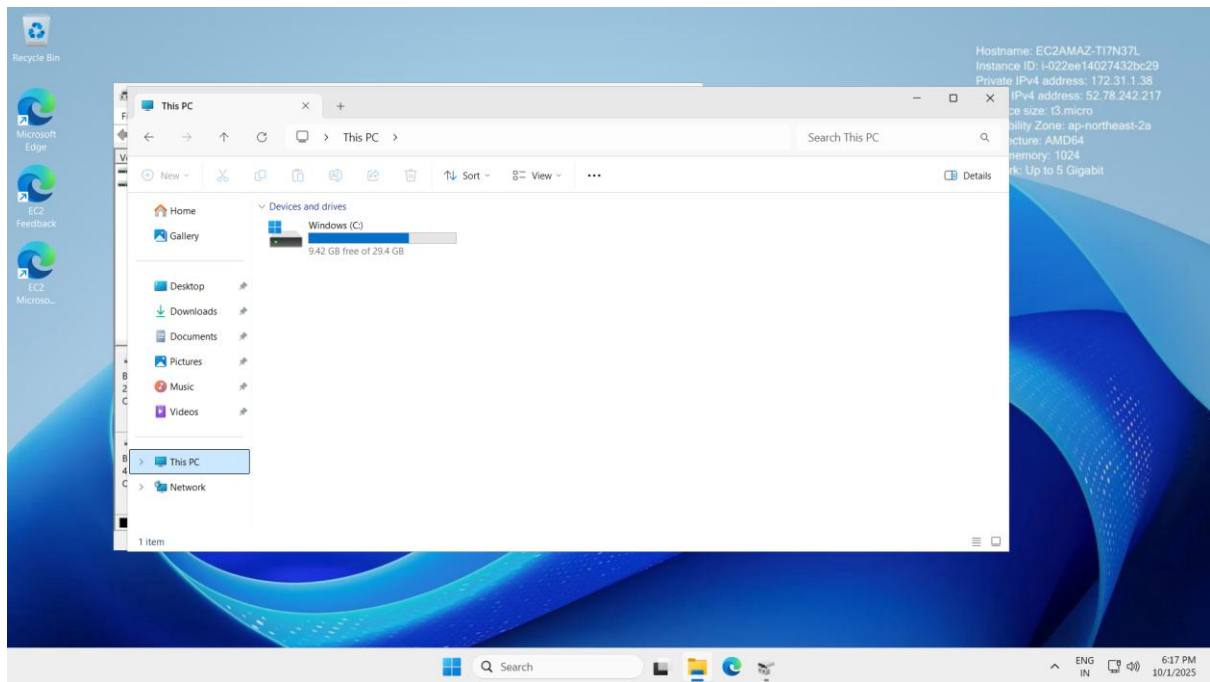 Recycle Bin
Microsoft
Edge
EC2
Feedback
EC2
Microso...
Hostname: EC2AMAZ-TI7N37L
Instance ID: i-022ee14027432bc29
Private IPv4 address: 172.31.1.38
IPv4 address: 52.78.242.217
ce size: t3.micro
bility Zone: ap-northeast-2a
ecture: AMD64
memory: 1024
rk: Up to 5 Gigabit
This PC
This PC
Search This PC
New
Sort
View
Details
Home
Gallery
Desktop
Downloads
Documents
Pictures
Music
Videos
This PC
Network
Devices and drives
Windows (C:)
9.42 GB free of 29.4 GB
1 item
Search
ENG
IN
6:17 PM
10/1/2025